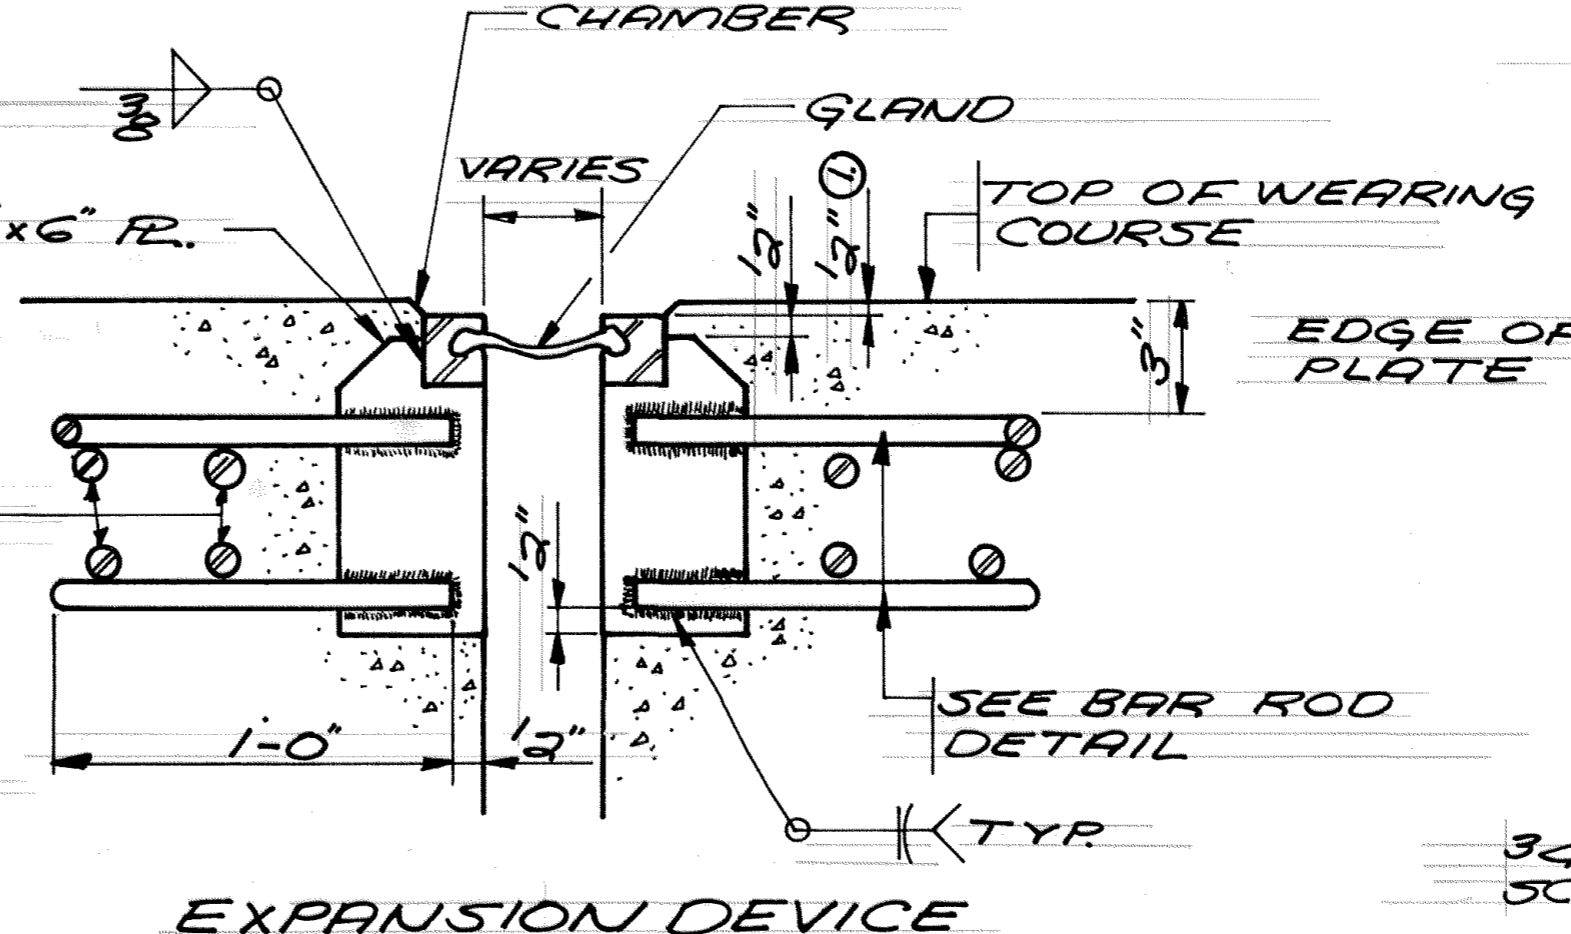 CHAMBER
3/8
GLAND
VARIES
1/2" 1/2" ①
x6" PL.
TOP OF WEARING
COURSE
3"
EDGE OF
PLATE
1/2"
SEE BAR ROD
DETAIL
1'-0" 1/2"
TYP.
EXPANSION DEVICE